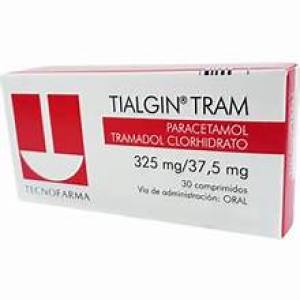 TIALGIN® TRAM
PARACETAMOL
TRAMADOL CLORHIDRATO
325 mg/37,5 mg
30 comprimidos
Vía de administración: ORAL
TECNOFARMA